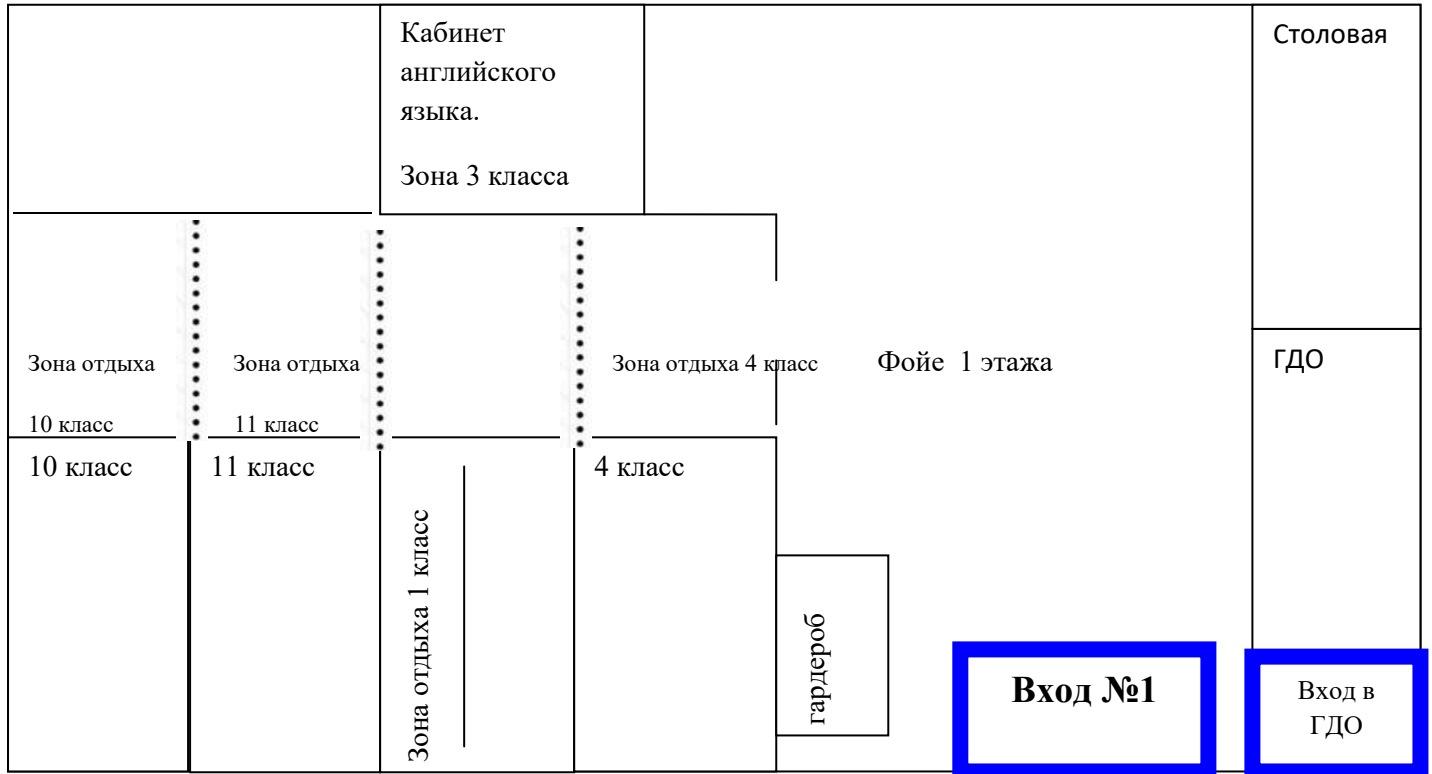 Кабинет
английского
языка.
Зона 3 класса
Столовая
Зона отдыха
10 класс
Зона отдыха
11 класс
Зона отдыха 4 класс
Фойе 1 этажа
ГДО
10 класс
11 класс
Зона отдыха 1 класс
4 класс
гардероб
Вход №1
Вход в
ГДО